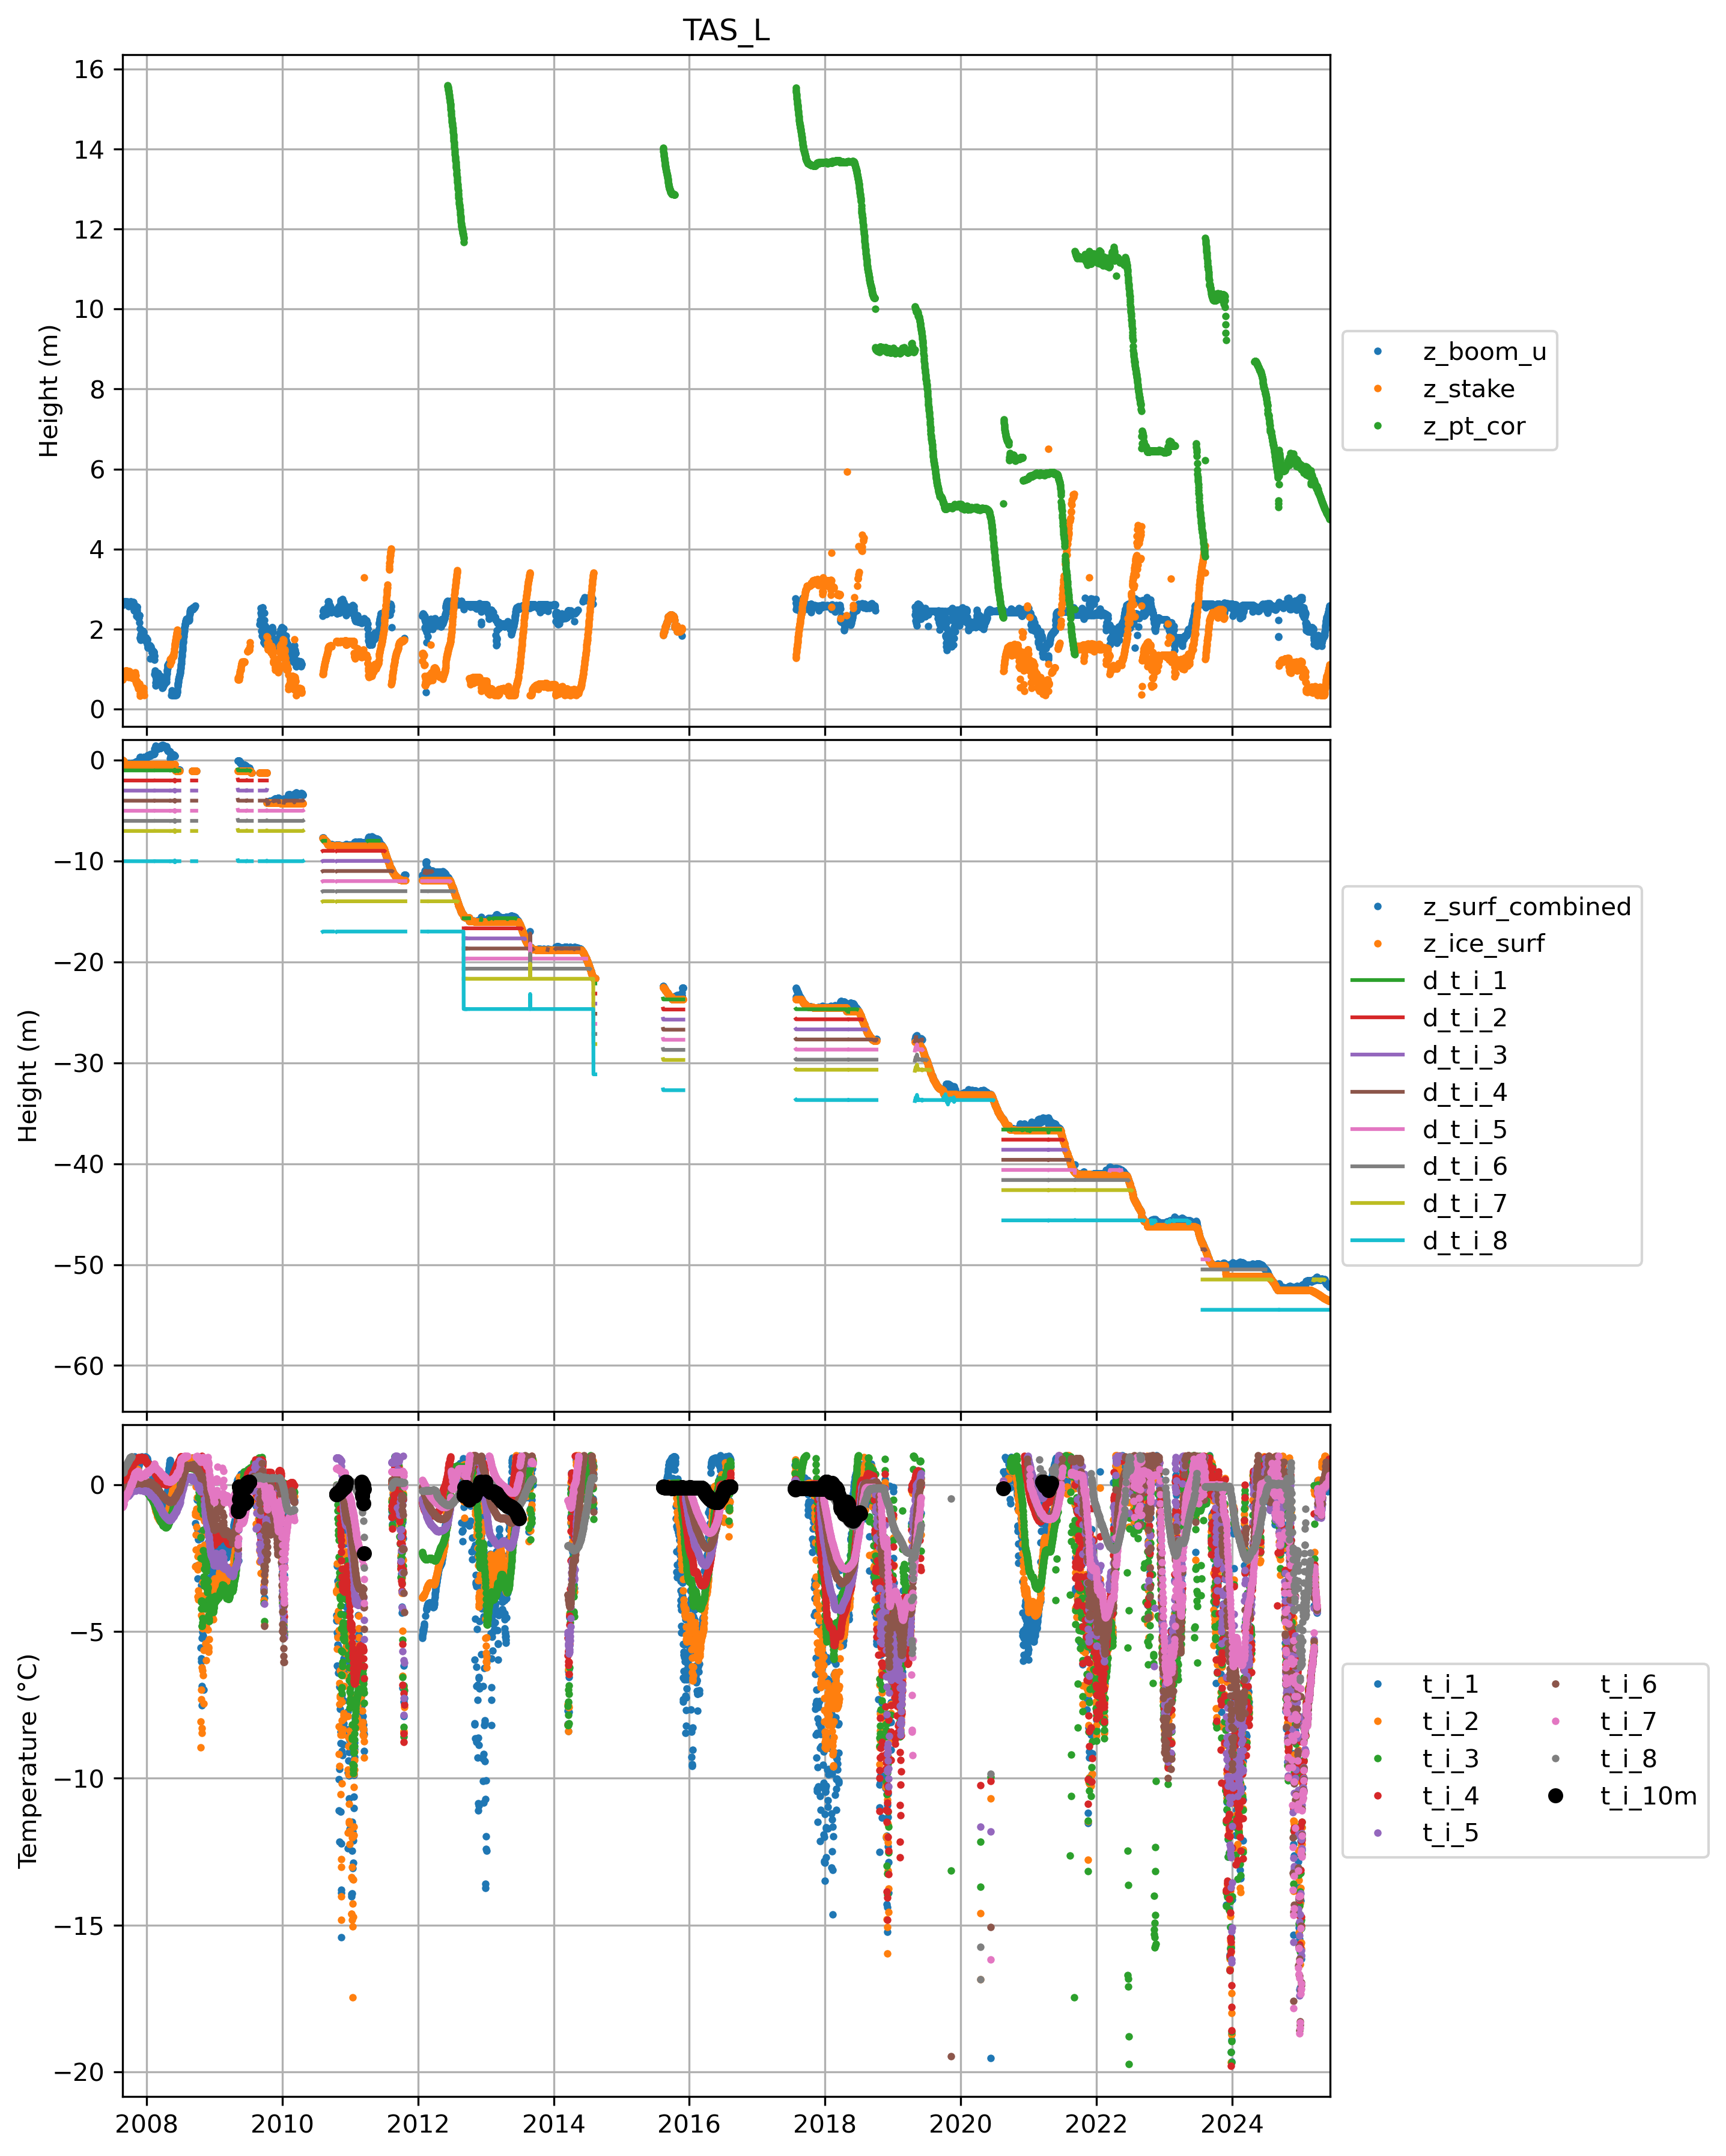 TAS_L
16
14
12
10
8
6
4
2
0
Height (m)
z_boom_u
z_stake
z_pt_cor
0
−10
−20
−30
−40
−50
−60
Height (m)
z_surf_combined
z_ice_surf
d_t_i_1
d_t_i_2
d_t_i_3
d_t_i_4
d_t_i_5
d_t_i_6
d_t_i_7
d_t_i_8
0
−5
−10
−15
−20
Temperature (°C)
t_i_1
t_i_2
t_i_3
t_i_4
t_i_5
t_i_6
t_i_7
t_i_8
t_i_10m
2008 2010 2012 2014 2016 2018 2020 2022 2024